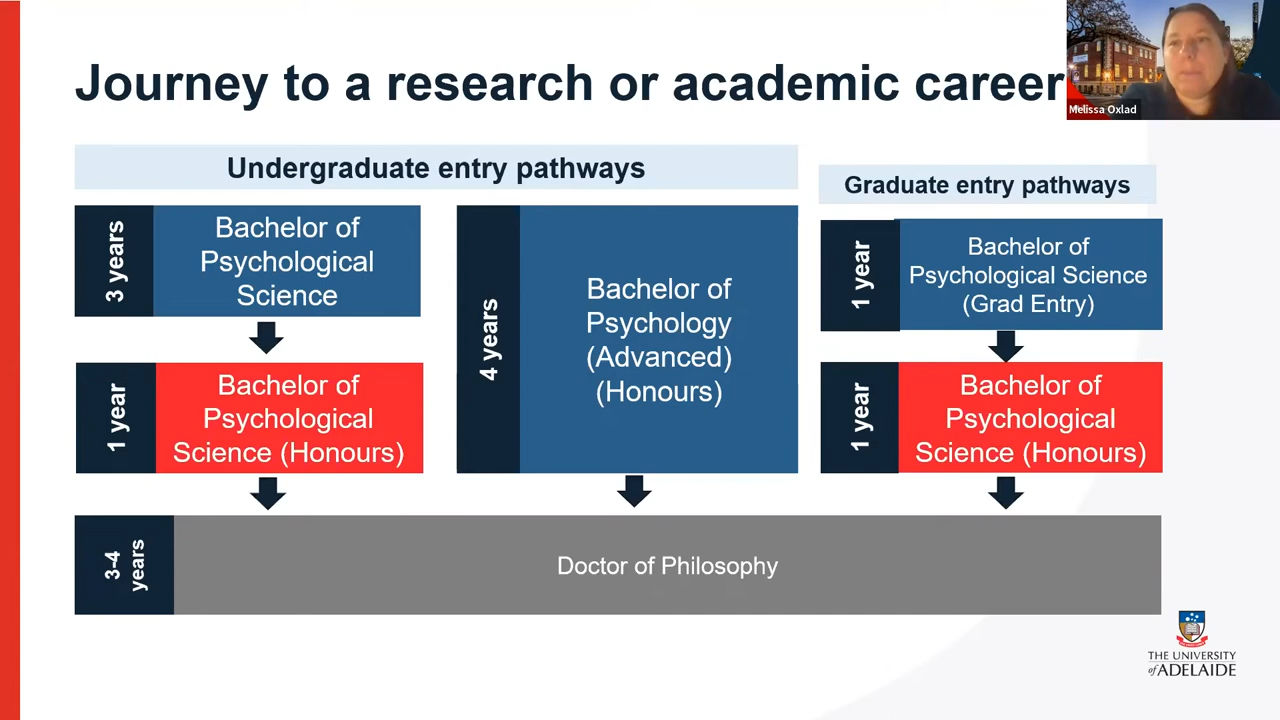 Journey to a research or academic career
Melissa Oxlad
Undergraduate entry pathways
3 years
Bachelor of
Psychological
Science
1 year
Bachelor of
Psychological
Science (Honours)
4 years
Bachelor of
Psychology
(Advanced)
(Honours)
Graduate entry pathways
1 year
Bachelor of
Psychological Science
(Grad Entry)
1 year
Bachelor of
Psychological
Science (Honours)
3-4
years
Doctor of Philosophy
THE UNIVERSITY
of ADELAIDE